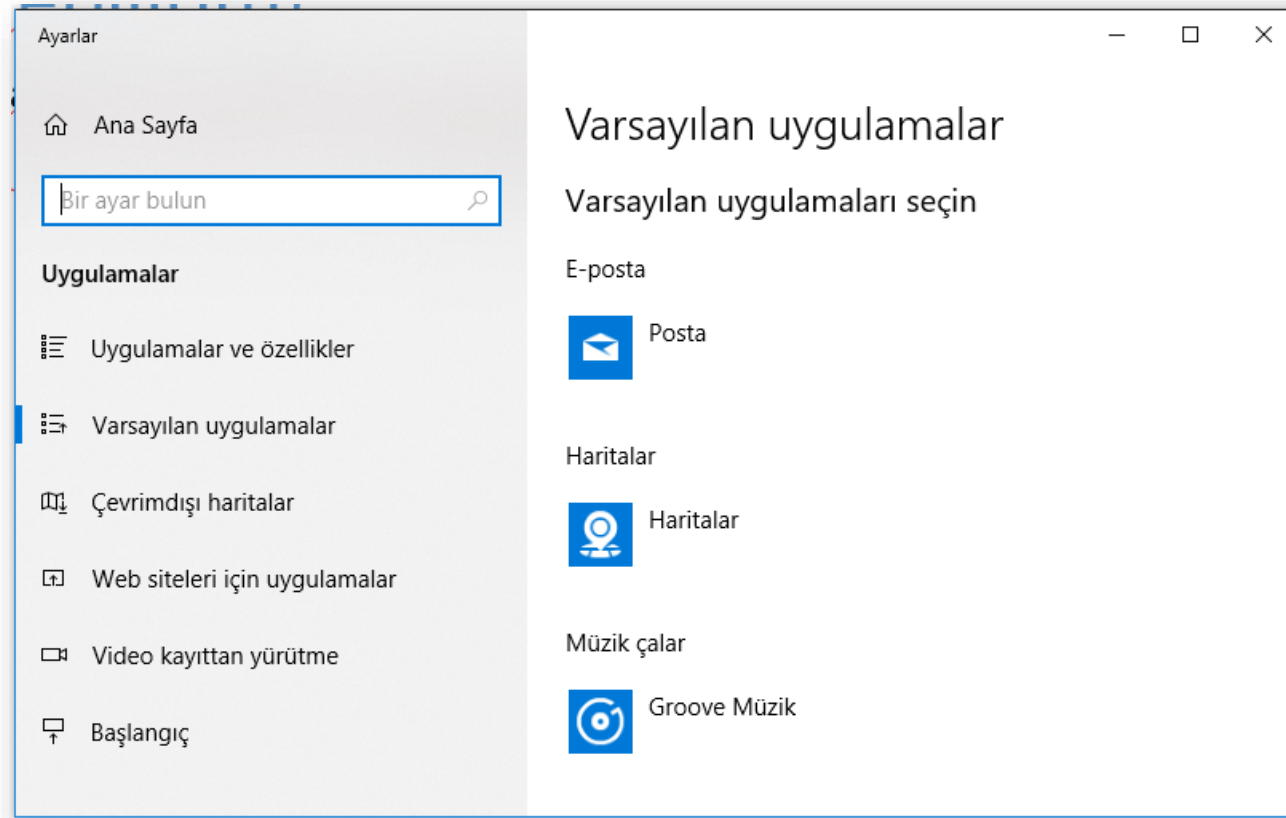 Ayarlar
Ana Sayfa
Bir ayar bulun
Uygulamalar
Uygulamalar ve özellikler
Varsayılan uygulamalar
Çevrimdışı haritalar
Web siteleri için uygulamalar
Video kayıttan yürütme
Başlangıç
Varsayılan uygulamalar
Varsayılan uygulamaları seçin
E-posta
Posta
Haritalar
Haritalar
Müzik çalar
Groove Müzik